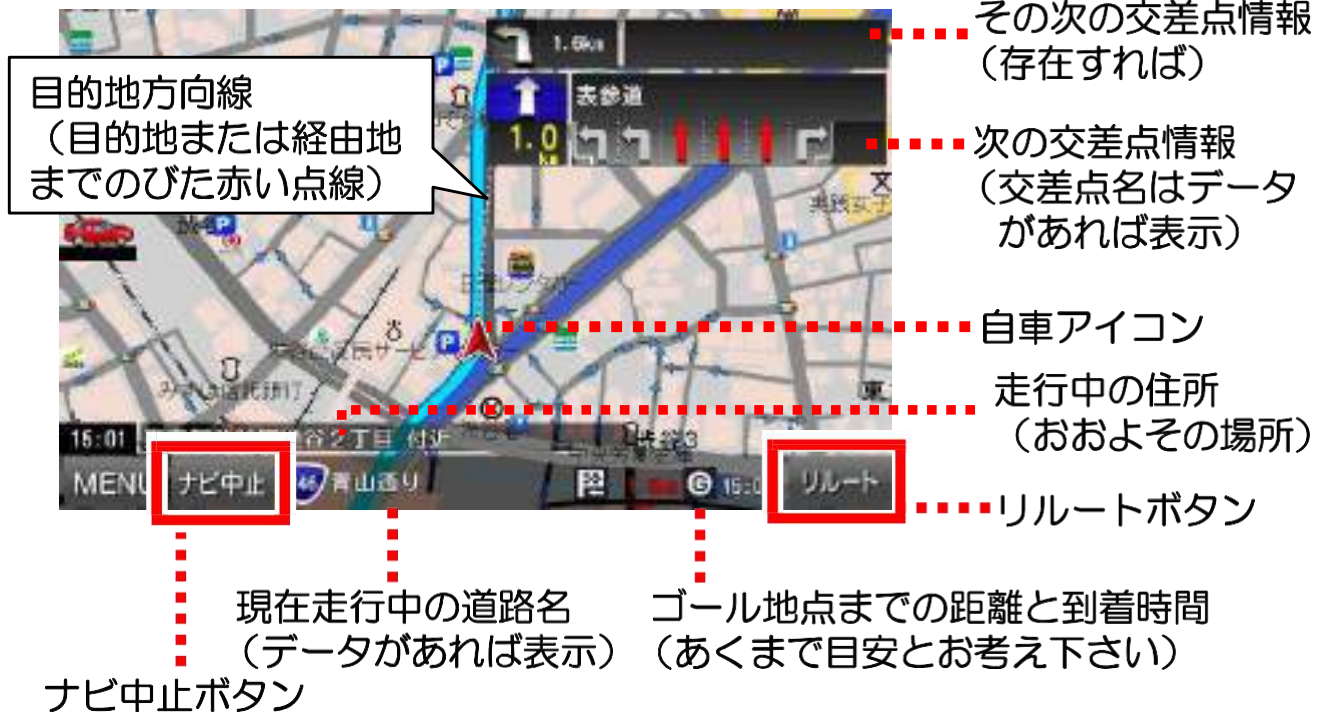 その次の交差点情報
（存在すれば）
1.6km
目的地方向線
（目的地または経由地
までのびた赤い点線）
表参道
1.0
km
次の交差点情報
（交差点名はデータ
があれば表示）
P
P
P
自車アイコン
走行中の住所
（おおよその場所）
15:01
谷2丁目 付近
MENU
ナビ中止
246
青山通り
G
リルート
リルートボタン
現在走行中の道路名
（データがあれば表示）
ゴール地点までの距離と到着時間
（あくまで目安とお考え下さい）
ナビ中止ボタン